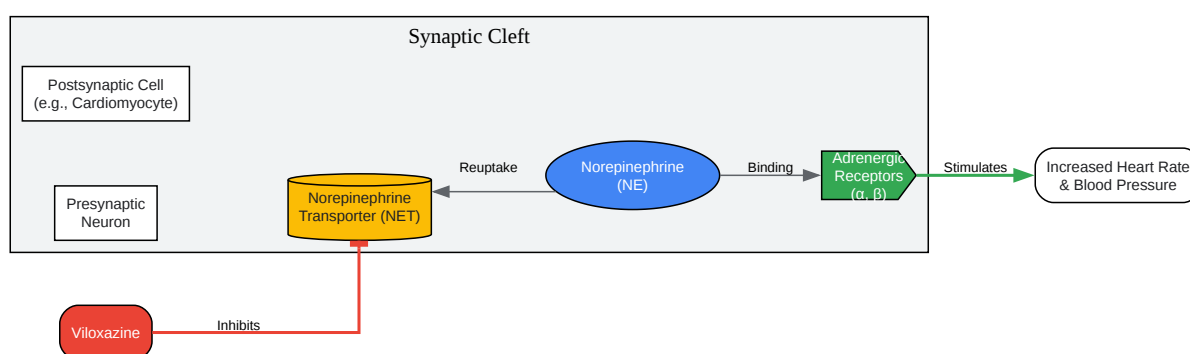 Synaptic Cleft
Postsynaptic Cell
(e.g., Cardiomyocyte)
Presynaptic
Neuron
Norepinephrine
Transporter (NET)
Reuptake
Norepinephrine
(NE)
Binding
Adrenergic
Receptors
(α, β)
Stimulates
Increased Heart Rate
& Blood Pressure
Viloxazine
Inhibits